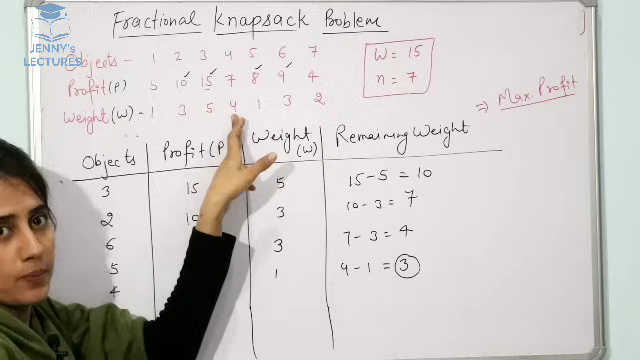 JENNY's
LECTURES
Fractional Knapsack Problem
Objects - 1 2 3 4 5 6 7
Profit (P) 5 10 ✓ 15 ✓ 7 8 ✓ 9 ✓ 4
Weight (W) - 1 3 5 4 1 3 2
W = 15
n = 7
⇒ Max. Profit
Objects Profit (P Weight (W) Remaining Weight
3 15 5 15 - 5 = 10
2 10 3 10 - 3 = 7
6 3 7 - 3 = 4
5 1 4 - 1 = 3
4